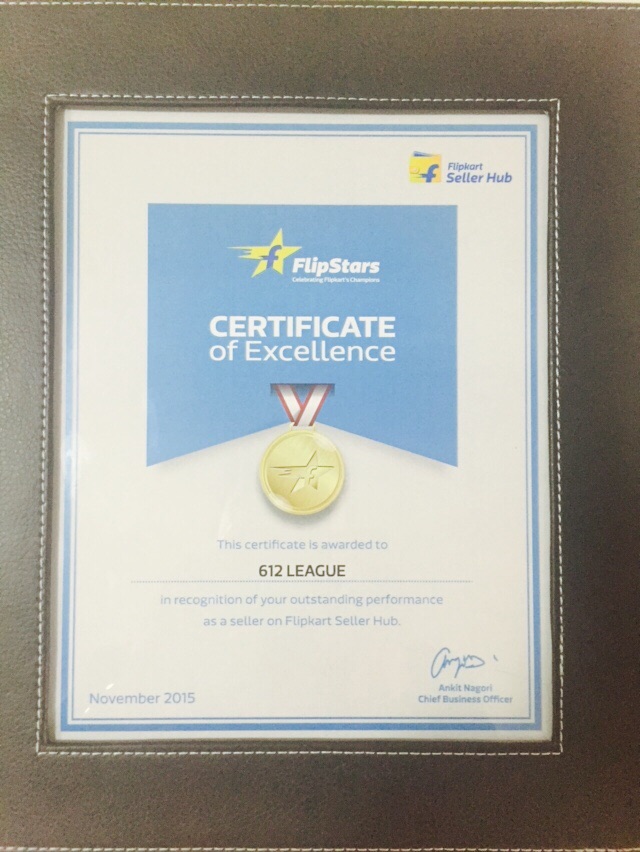 Flipkart
Seller Hub
FlipStars
Celebrating Flipkart's Champions
CERTIFICATE
of Excellence
This certificate is awarded to
612 LEAGUE
in recognition of your outstanding performance
as a seller on Flipkart Seller Hub.
Ankit Nagori
Chief Business Officer
November 2015